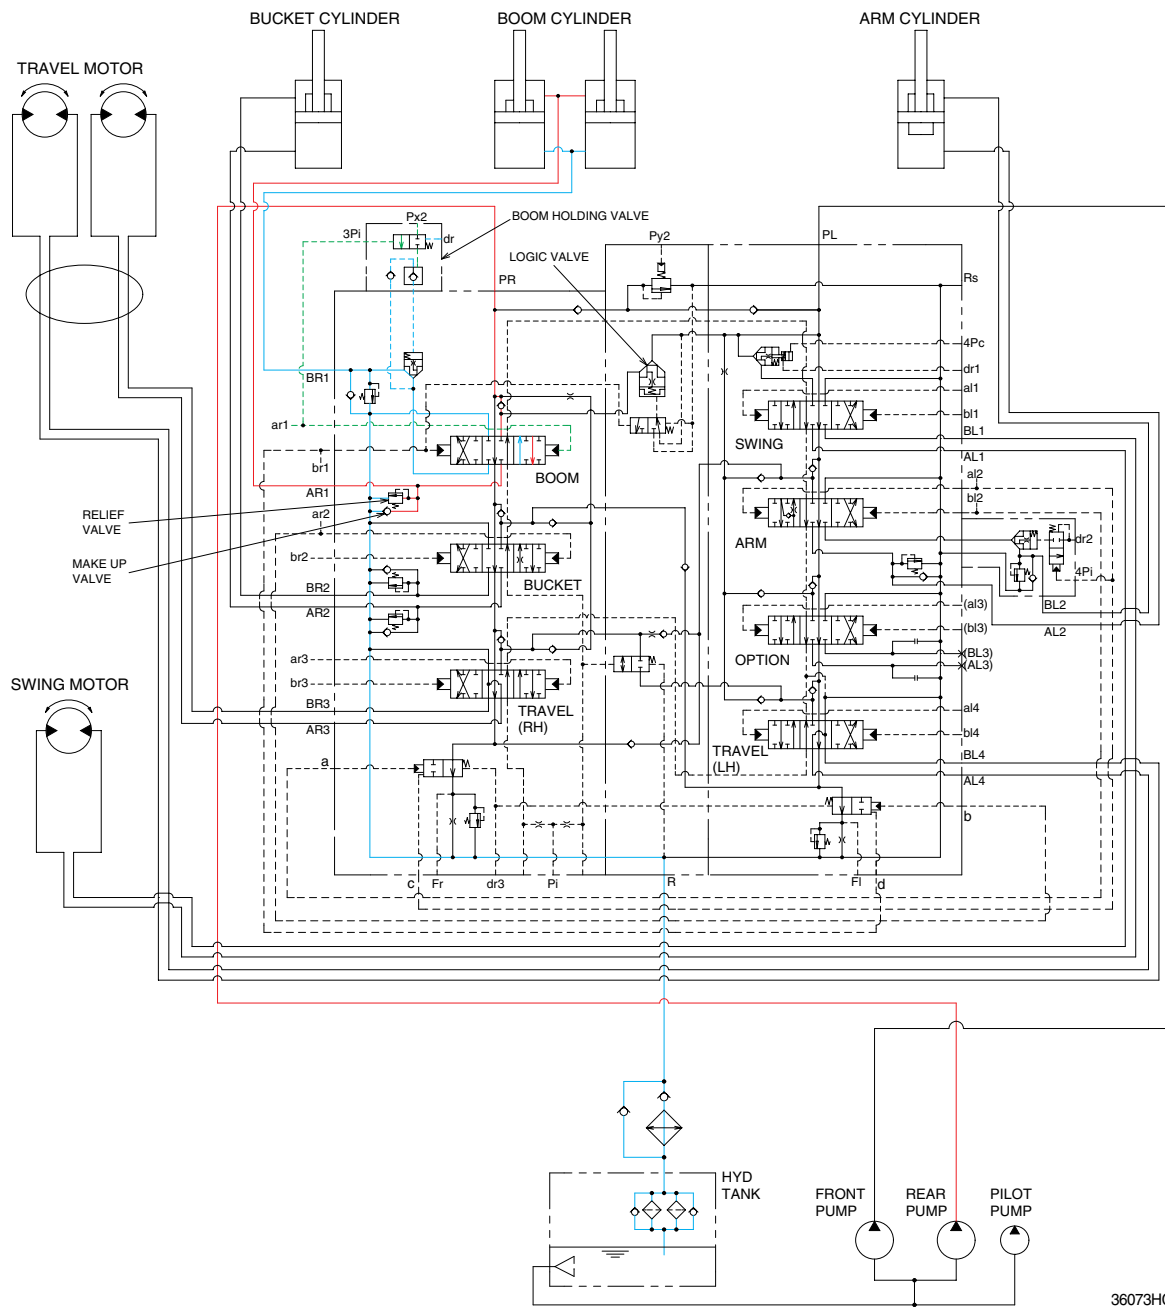 BUCKET CYLINDER
BOOM CYLINDER
ARM CYLINDER
TRAVEL MOTOR
Px2
BOOM HOLDING VALVE
3Pi
dr
LOGIC VALVE
Py2
PL
PR
Rs
4Pc
dr1
al1
bl1
BL1
BR1
ar1
SWING
AL1
br1
BOOM
al2
AR1
bl2
RELIEF
VALVE
ar2
ARM
dr2
br2
MAKE UP
VALVE
BUCKET
4Pi
BR2
BL2
(al3)
AR2
(bl3)
AL2
OPTION
(BL3)
(AL3)
ar3
br3
SWING MOTOR
BR3
TRAVEL
(RH)
AR3
al4
bl4
TRAVEL
(LH)
BL4
a
AL4
b
c
Fr
dr3
Pi
R
Fl
d
HYD
TANK
FRONT
PUMP
REAR
PUMP
PILOT
PUMP